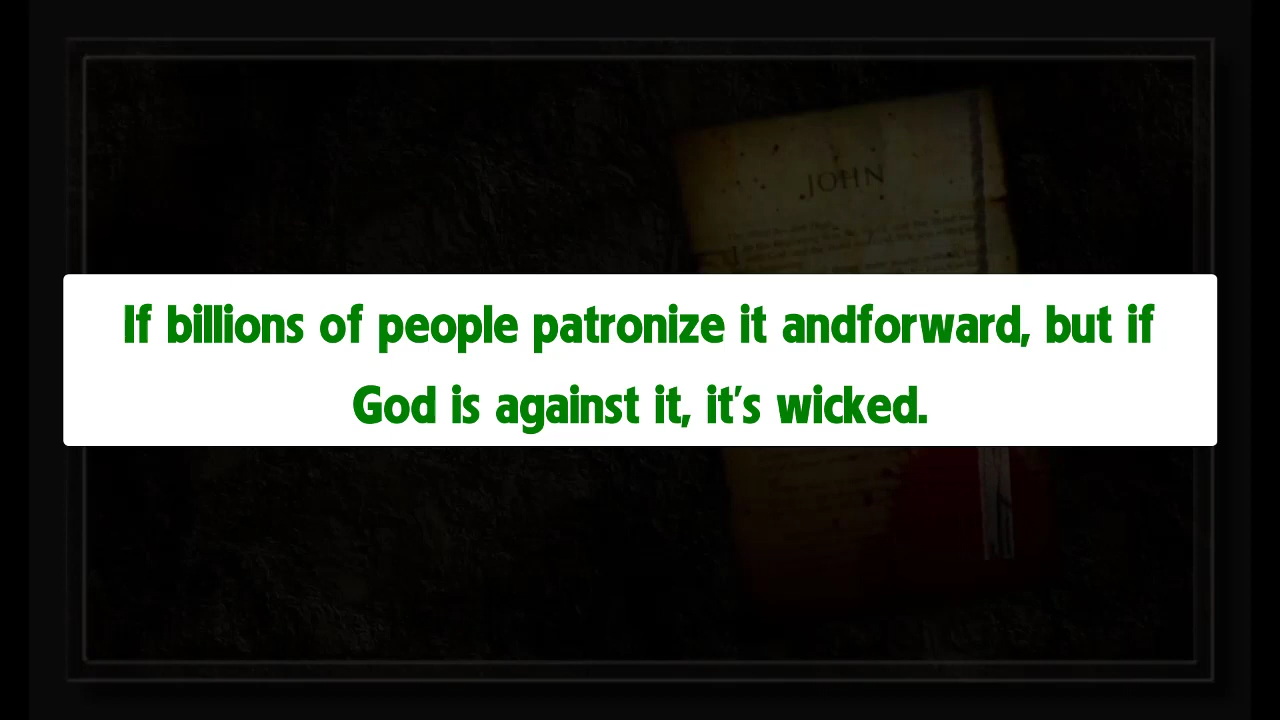 JOHN
If billions of people patronize it andforward, but if
God is against it, it's wicked.